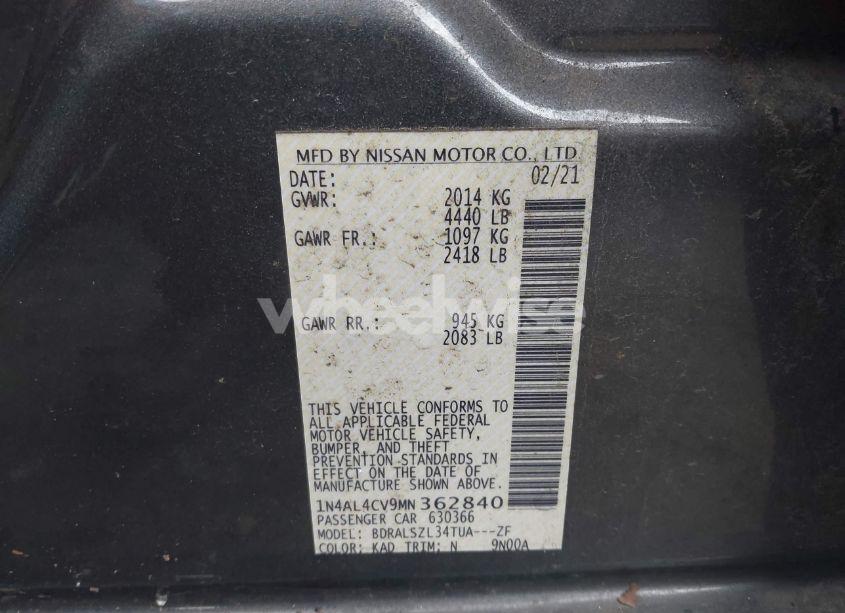 MFD BY NISSAN MOTOR CO., LTD
DATE: 02/21
GVWR: 2014 KG
4440 LB
GAWR FR.: 1097 KG
2418 LB
wheelwise
GAWR RR.: 945 KG
2083 LB
THIS VEHICLE CONFORMS TO
ALL APPLICABLE FEDERAL
MOTOR VEHICLE SAFETY,
BUMPER, AND THEFT
PREVENTION STANDARDS IN
EFFECT ON THE DATE OF
MANUFACTURE SHOWN ABOVE.
1N4AL4CV9MN362840
PASSENGER CAR 630366
MODEL: BDRALSZL34TUA---ZF
COLOR: KAD TRIM: N 9N00A